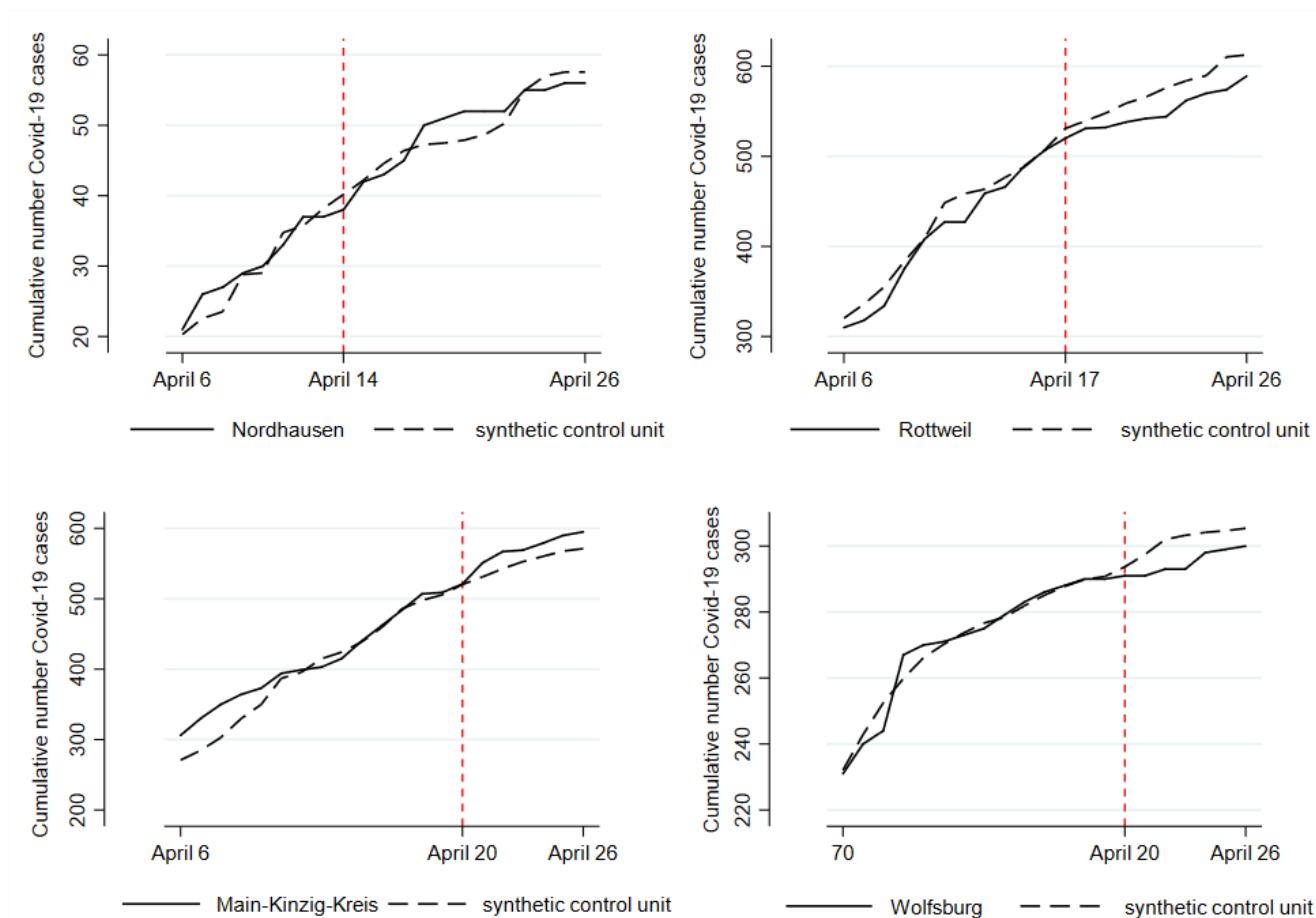 Cumulative number Covid-19 cases
60
50
40
30
20
April 6
April 14
April 26
Nordhausen
synthetic control unit
Cumulative number Covid-19 cases
600
500
400
300
April 6
April 17
April 26
Rottweil
synthetic control unit
Cumulative number Covid-19 cases
600
500
400
300
200
April 6
April 20
April 26
Main-Kinzig-Kreis
synthetic control unit
Cumulative number Covid-19 cases
300
280
260
240
220
70
April 20
April 26
Wolfsburg
synthetic control unit